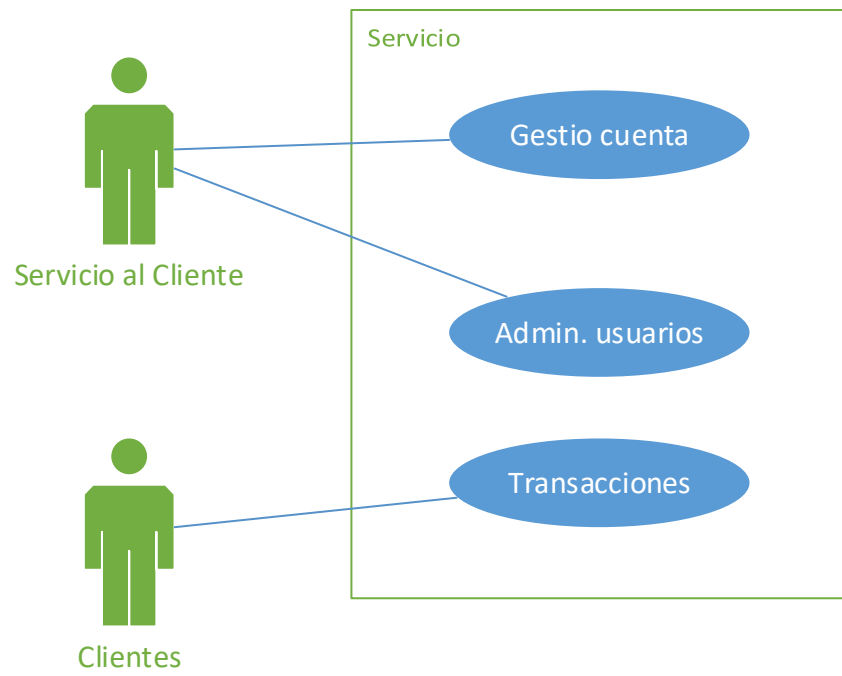 Servicio
Gestio cuenta
Servicio al Cliente
Admin. usuarios
Transacciones
Clientes